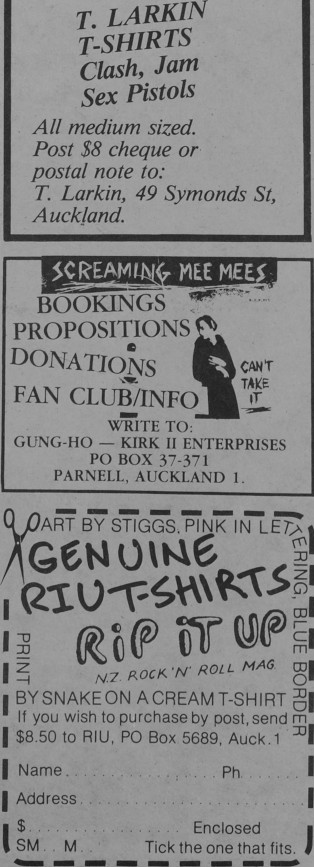 T. LARKIN
T-SHIRTS
Clash, Jam
Sex Pistols
All medium sized.
Post $8 cheque or
postal note to:
T. Larkin, 49 Symonds St,
Auckland.
SCREAMING MEE MEES
BOOKINGS
PROPOSITIONS
DONATIONS
FAN CLUB/INFO
CAN'T
TAKE
IT
WRITE TO:
GUNG-HO — KIRK II ENTERPRISES
PO BOX 37-371
PARNELL, AUCKLAND 1.
ART BY STIGGS, PINK IN LETTERING, BLUE BORDER
GENUINE
RIU T-SHIRTS
RiP iT UP
N.Z. ROCK 'N' ROLL MAG
PRINT
BY SNAKE ON A CREAM T-SHIRT
If you wish to purchase by post, send
$8.50 to RIU, PO Box 5689, Auck.1
Name . . . . . . . . . . . . . . . . . . . Ph . . . . . . . . .
Address . . . . . . . . . . . . . . . . . . . . . . . . . . . .
$ . . . . . . . . . . . . . . . . Enclosed
SM . . M . . Tick the one that fits.